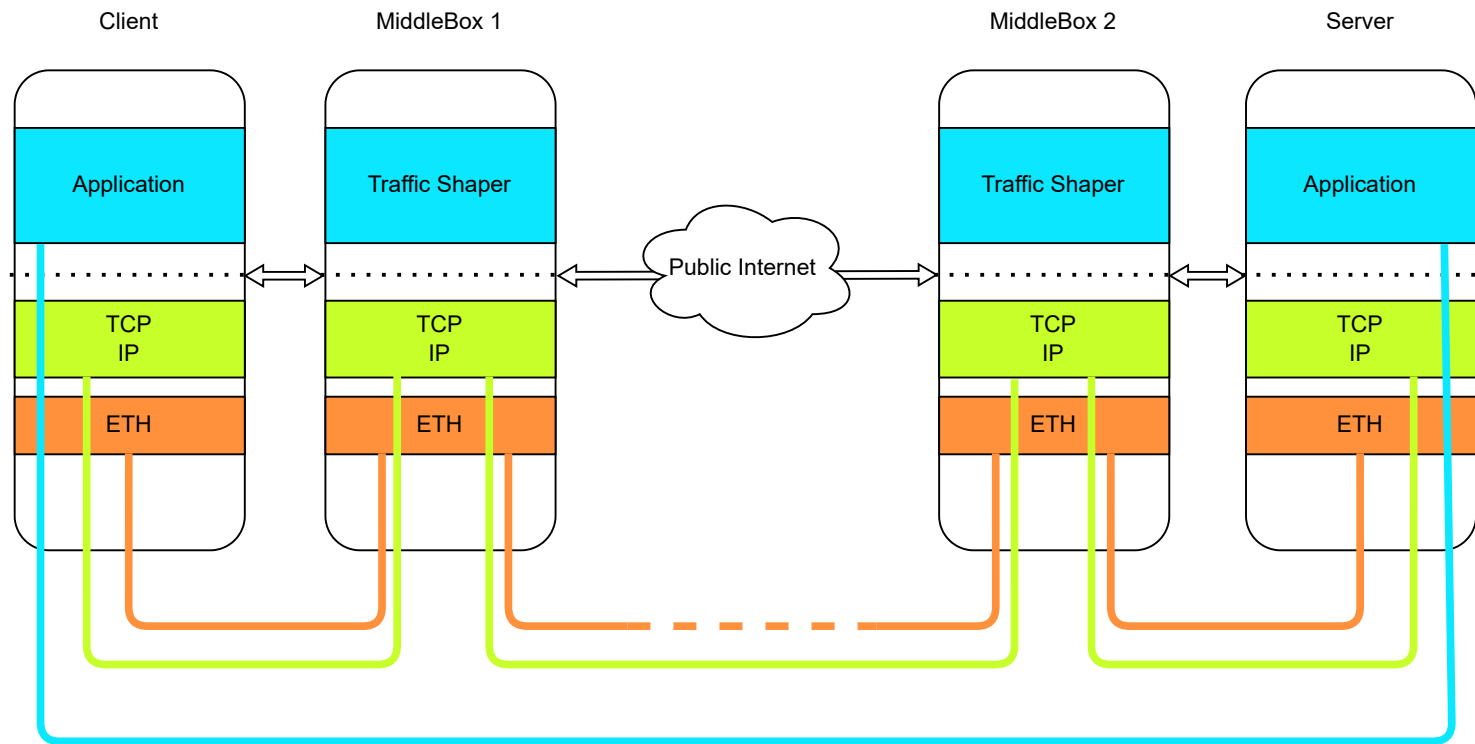 Client
MiddleBox 1
MiddleBox 2
Server
Application
Traffic Shaper
Traffic Shaper
Application
Public Internet
TCP
IP
TCP
IP
TCP
IP
TCP
IP
ETH
ETH
ETH
ETH